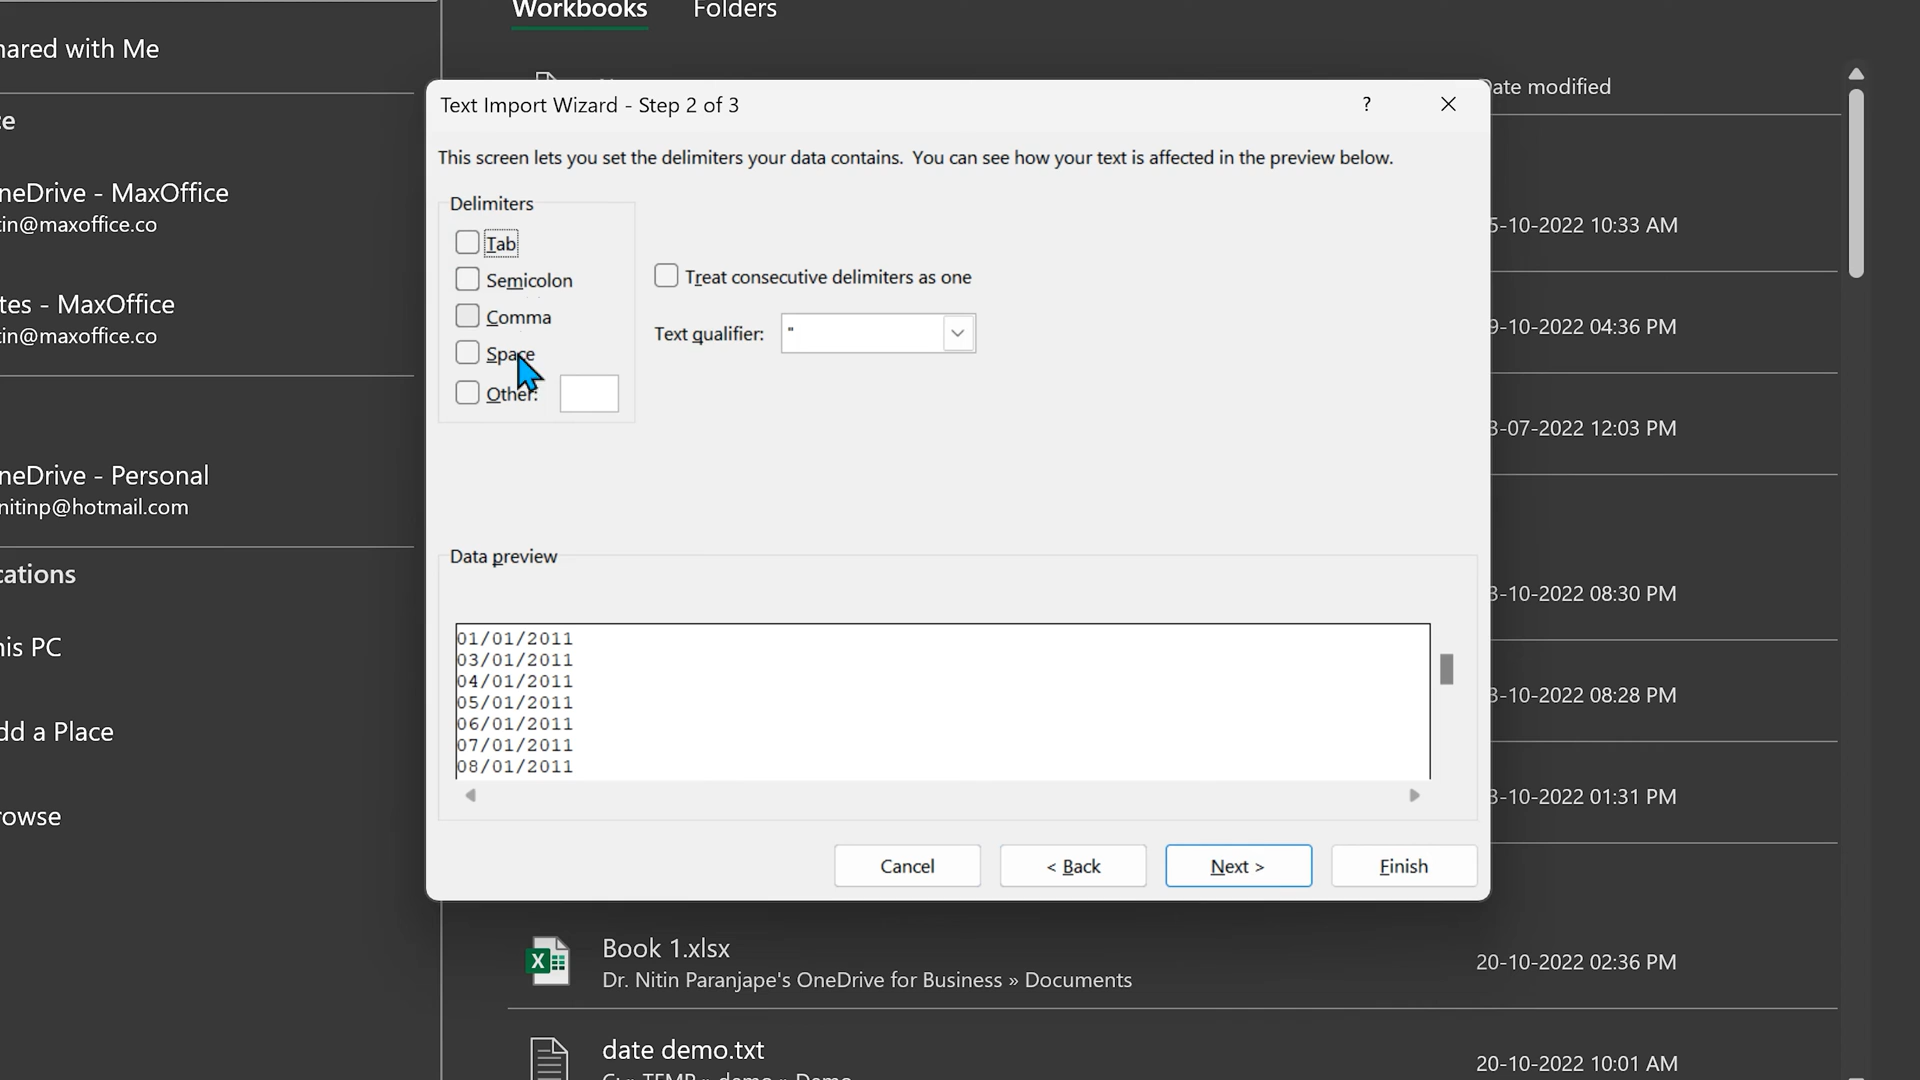 Workbooks Folders
hared with Me
ate modified
Text Import Wizard - Step 2 of 3
?
This screen lets you set the delimiters your data contains. You can see how your text is affected in the preview below.
Delimiters
Tab
Semicolon
Comma
Space
Other:
Treat consecutive delimiters as one
Text qualifier: "
Data preview
01/01/2011
03/01/2011
04/01/2011
05/01/2011
06/01/2011
07/01/2011
08/01/2011
Cancel
< Back
Next >
Finish
ce
neDrive - MaxOffice
tin@maxoffice.co
tes - MaxOffice
tin@maxoffice.co
neDrive - Personal
nitinp@hotmail.com
cations
his PC
dd a Place
rowse
5-10-2022 10:33 AM
9-10-2022 04:36 PM
3-07-2022 12:03 PM
3-10-2022 08:30 PM
3-10-2022 08:28 PM
3-10-2022 01:31 PM
Book 1.xlsx
Dr. Nitin Paranjape's OneDrive for Business » Documents
20-10-2022 02:36 PM
date demo.txt
20-10-2022 10:01 AM